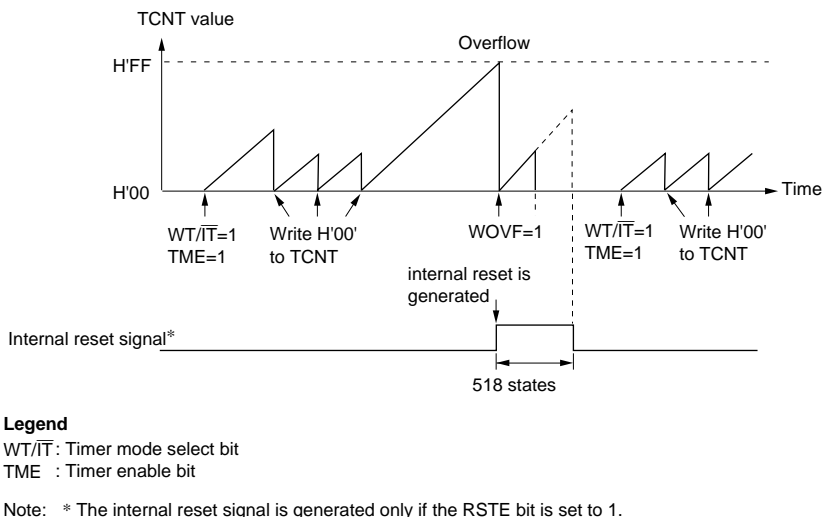 TCNT value
Overflow
H'FF
H'00
Time
WT/IT=1
TME=1
Write H'00'
to TCNT
WOVF=1
WT/IT=1
TME=1
Write H'00'
to TCNT
internal reset is
generated
Internal reset signal*
518 states
Legend
WT/IT : Timer mode select bit
TME : Timer enable bit
Note: * The internal reset signal is generated only if the RSTE bit is set to 1.